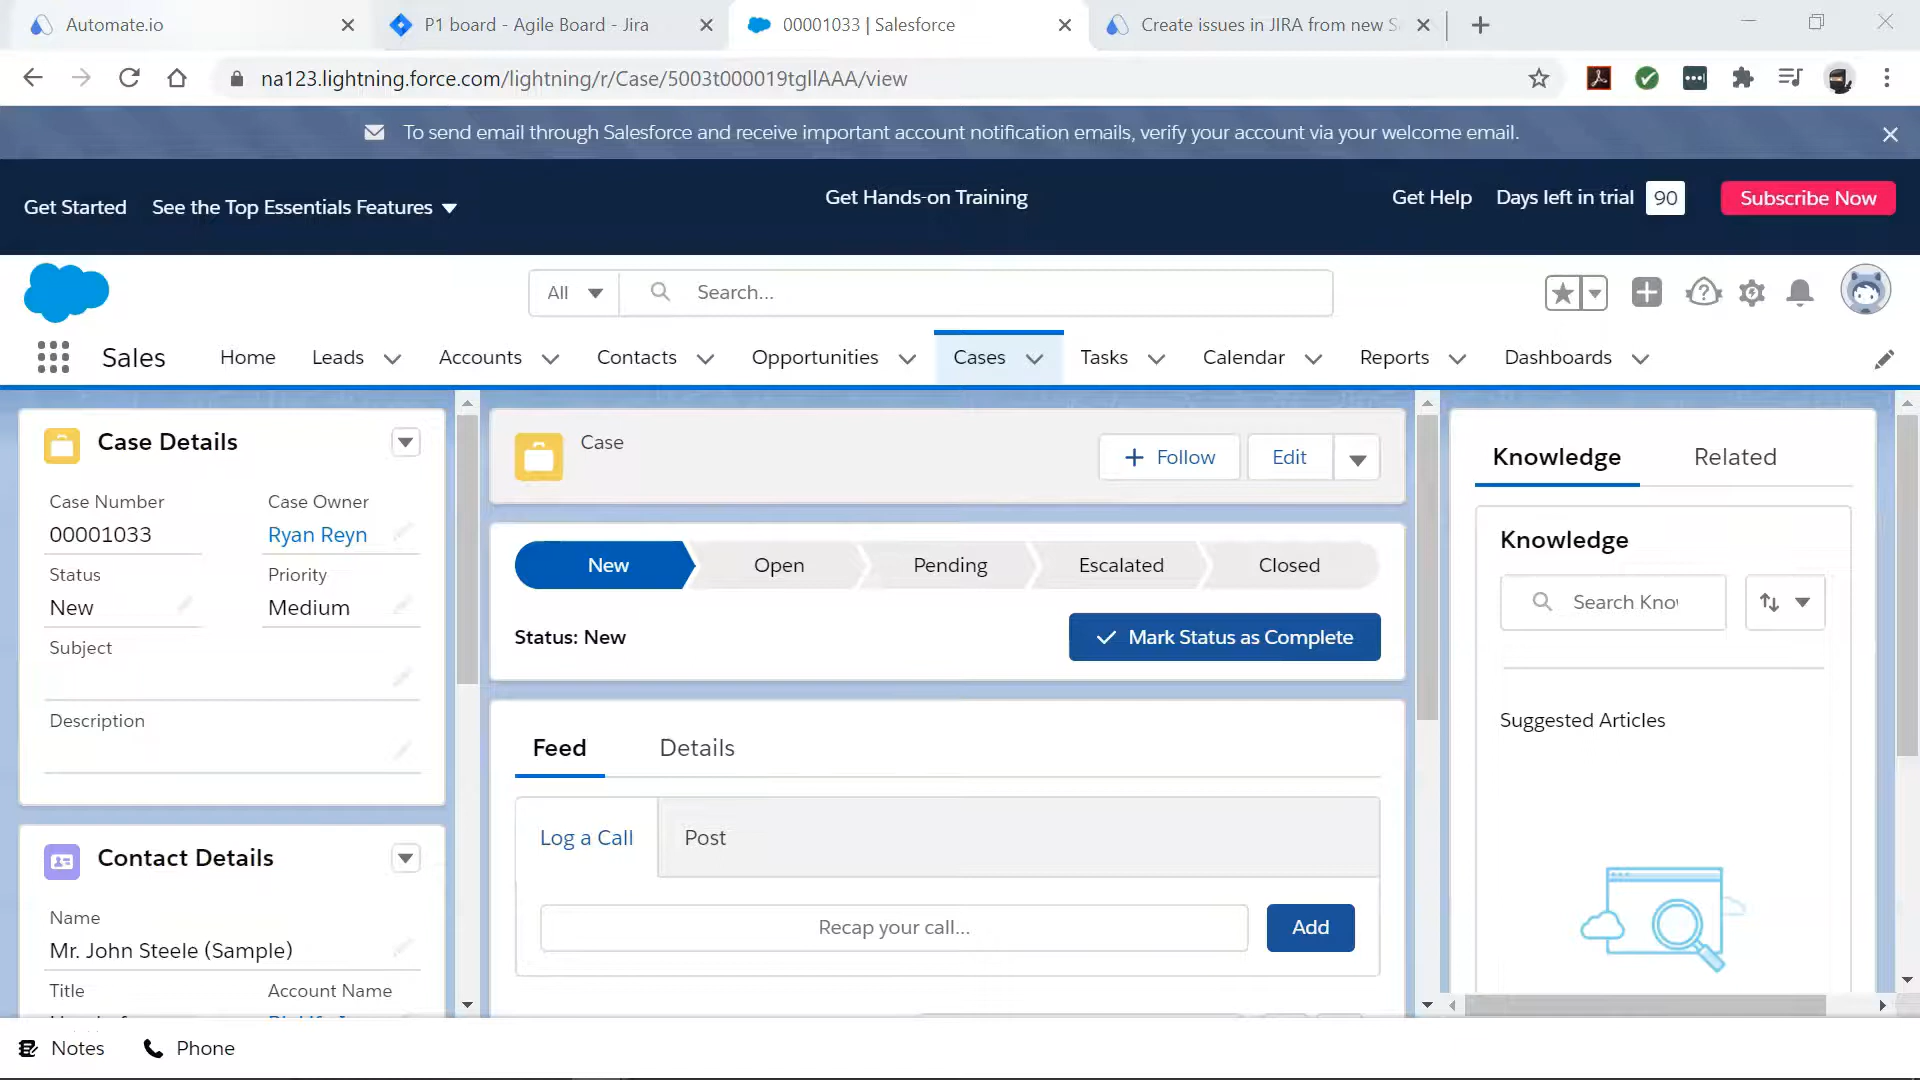 Automate.io
P1 board - Agile Board - Jira
00001033 | Salesforce
Create issues in JIRA from new S
na123.lightning.force.com/lightning/r/Case/5003t000019tgllAAA/view
To send email through Salesforce and receive important account notification emails, verify your account via your welcome email.
Get Started
See the Top Essentials Features
Get Hands-on Training
Get Help
Days left in trial 90
Subscribe Now
All
Search...
Sales
Home
Leads
Accounts
Contacts
Opportunities
Cases
Tasks
Calendar
Reports
Dashboards
Case Details
Case Number
00001033
Case Owner
Ryan Reyn
Status
New
Priority
Medium
Subject
Description
Contact Details
Name
Mr. John Steele (Sample)
Title
Account Name
Case
Follow
Edit
New
Open
Pending
Escalated
Closed
Status: New
Mark Status as Complete
Feed
Details
Log a Call
Post
Recap your call...
Add
Knowledge
Related
Knowledge
Search Kno
Suggested Articles
Notes
Phone